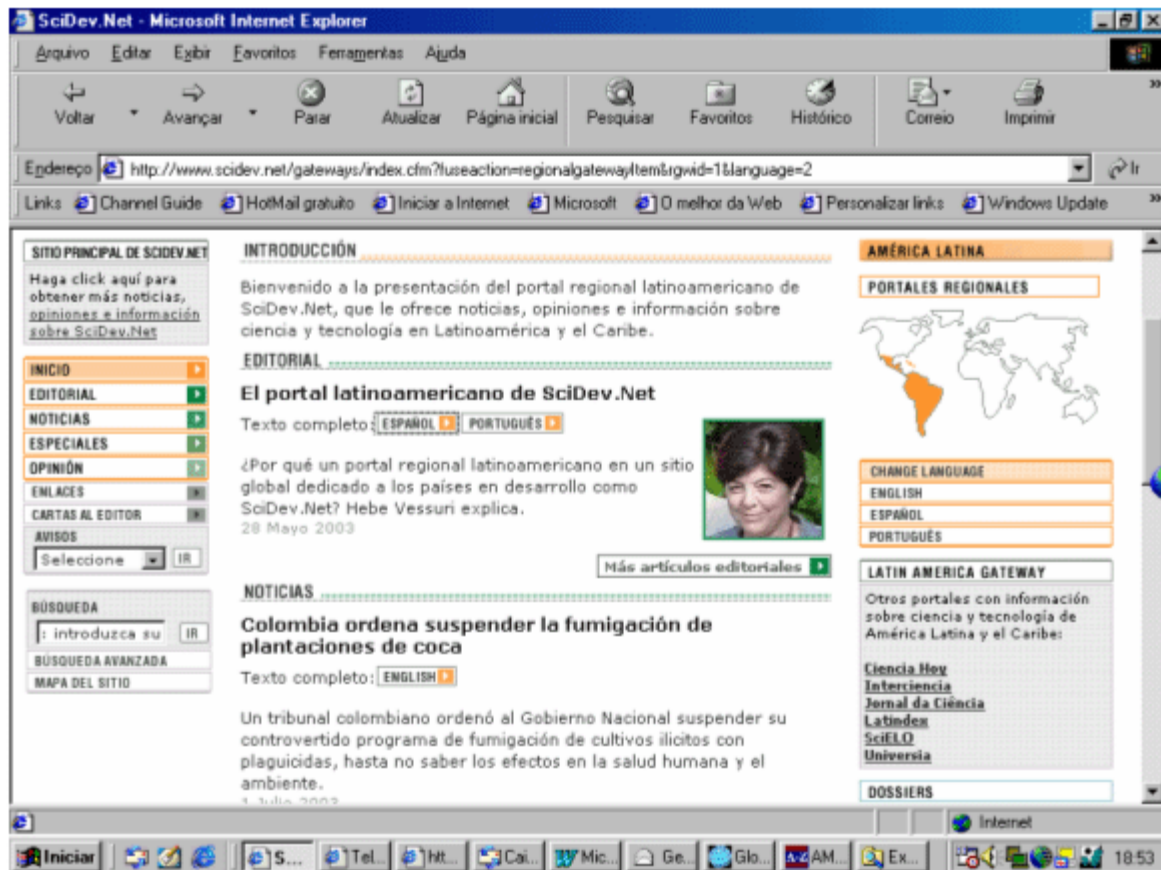 SciDev.Net - Microsoft Internet Explorer
Arquivo Editar Exibir Favoritos Ferramentas Ajuda
Voltar Avançar Parar Atualizar Página inicial Pesquisar Favoritos Histórico Correio Imprimir
Endereço http://www.scidev.net/gateways/index.cfm?fuseaction=regionalgatewayItem&rgwid=1&language=2 Ir
Links Channel Guide HotMail gratuito Iniciar a Internet Microsoft O melhor da Web Personalizar links Windows Update
SITIO PRINCIPAL DE SCIDEV.NET
Haga click aquí para
obtener más noticias,
opiniones e información
sobre SciDev.Net
INICIO
EDITORIAL
NOTICIAS
ESPECIALES
OPINIÓN
ENLACES
CARTAS AL EDITOR
AVISOS
Seleccione IR
BÚSQUEDA
: introduzca su IR
BÚSQUEDA AVANZADA
MAPA DEL SITIO
INTRODUCCIÓN
Bienvenido a la presentación del portal regional latinoamericano de
SciDev.Net, que le ofrece noticias, opiniones e información sobre
ciencia y tecnología en Latinoamérica y el Caribe.
EDITORIAL
El portal latinoamericano de SciDev.Net
Texto completo: ESPAÑOL PORTUGUÊS
¿Por qué un portal regional latinoamericano en un sitio
global dedicado a los países en desarrollo como
SciDev.Net? Hebe Vessuri explica.
28 Mayo 2003
Más artículos editoriales
NOTICIAS
Colombia ordena suspender la fumigación de
plantaciones de coca
Texto completo: ENGLISH
Un tribunal colombiano ordenó al Gobierno Nacional suspender su
controvertido programa de fumigación de cultivos ilicitos con
plaguicidas, hasta no saber los efectos en la salud humana y el
ambiente.
1 Julio 2003
AMÉRICA LATINA
PORTALES REGIONALES
CHANGE LANGUAGE
ENGLISH
ESPAÑOL
PORTUGUÊS
LATIN AMERICA GATEWAY
Otros portales con información
sobre ciencia y tecnología de
América Latina y el Caribe:
Ciencia Hoy
Interciencia
Jornal da Ciência
Latindex
SciELO
Universia
DOSSIERS
Internet
Iniciar S... Tel... htt... Cai... Mic... Ge... Glo... AM... Ex... 18:53